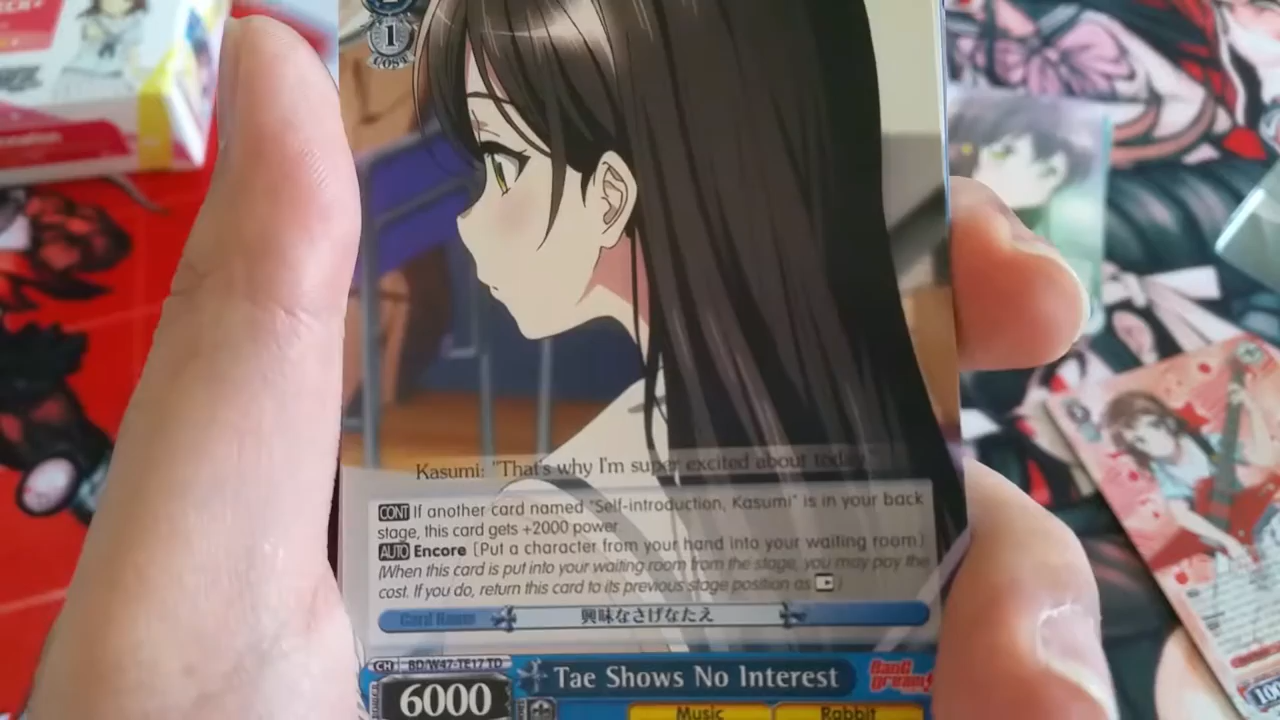 1
COST
Kasumi: "That's why I'm super excited about today
CONT If another card named "Self-introduction, Kasumi" is in your back
stage, this card gets +2000 power.
AUTO Encore [Put a character from your hand into your waiting room]
(When this card is put into your waiting room from the stage, you may pay the
cost. If you do, return this card to its previous stage position as
Card Name 興味なさげなたえ
CH BD/W47-TE17 TD
Tae Shows No Interest
BanG Dream!
6000
Music Rabbit